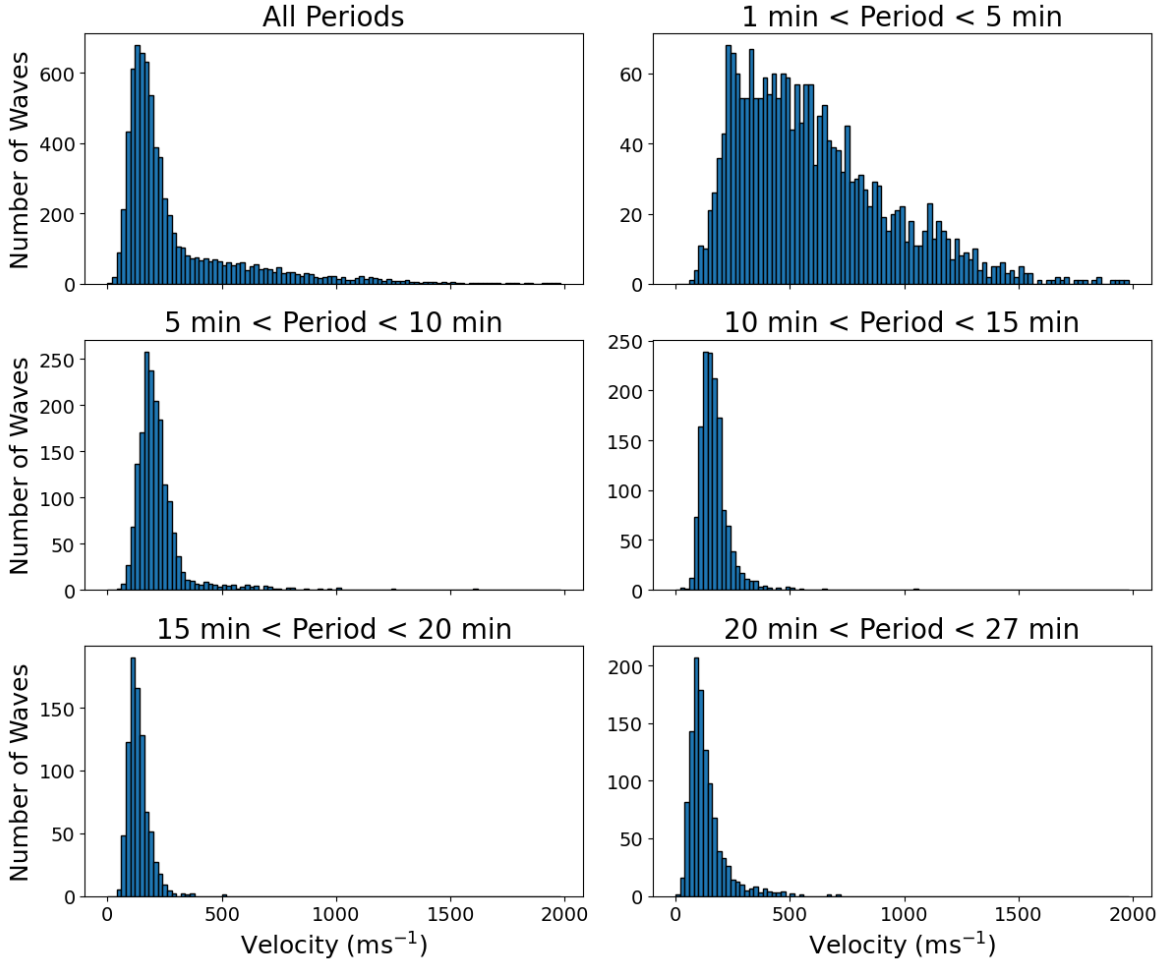 All Periods
Number of Waves
600
400
200
0
1 min < Period < 5 min
60
40
20
0
5 min < Period < 10 min
Number of Waves
250
200
150
100
50
0
10 min < Period < 15 min
250
200
150
100
50
0
15 min < Period < 20 min
Number of Waves
150
100
50
0
0 500 1000 1500 2000
Velocity (ms⁻¹)
20 min < Period < 27 min
200
150
100
50
0
0 500 1000 1500 2000
Velocity (ms⁻¹)